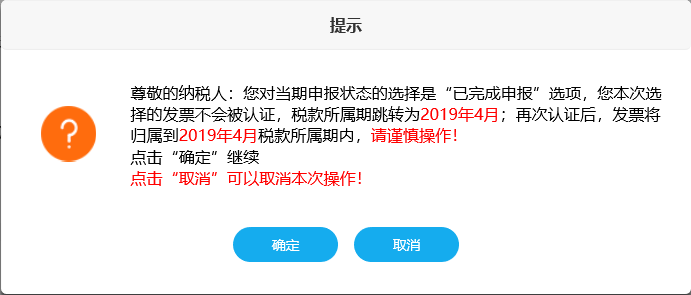 提示
尊敬的纳税人：您对当期申报状态的选择是“已完成申报”选项，您本次选
择的发票不会被认证，税款所属期跳转为2019年4月；再次认证后，发票将
归属到2019年4月税款所属期内，请谨慎操作！
点击“确定”继续
点击“取消”可以取消本次操作！
确定
取消